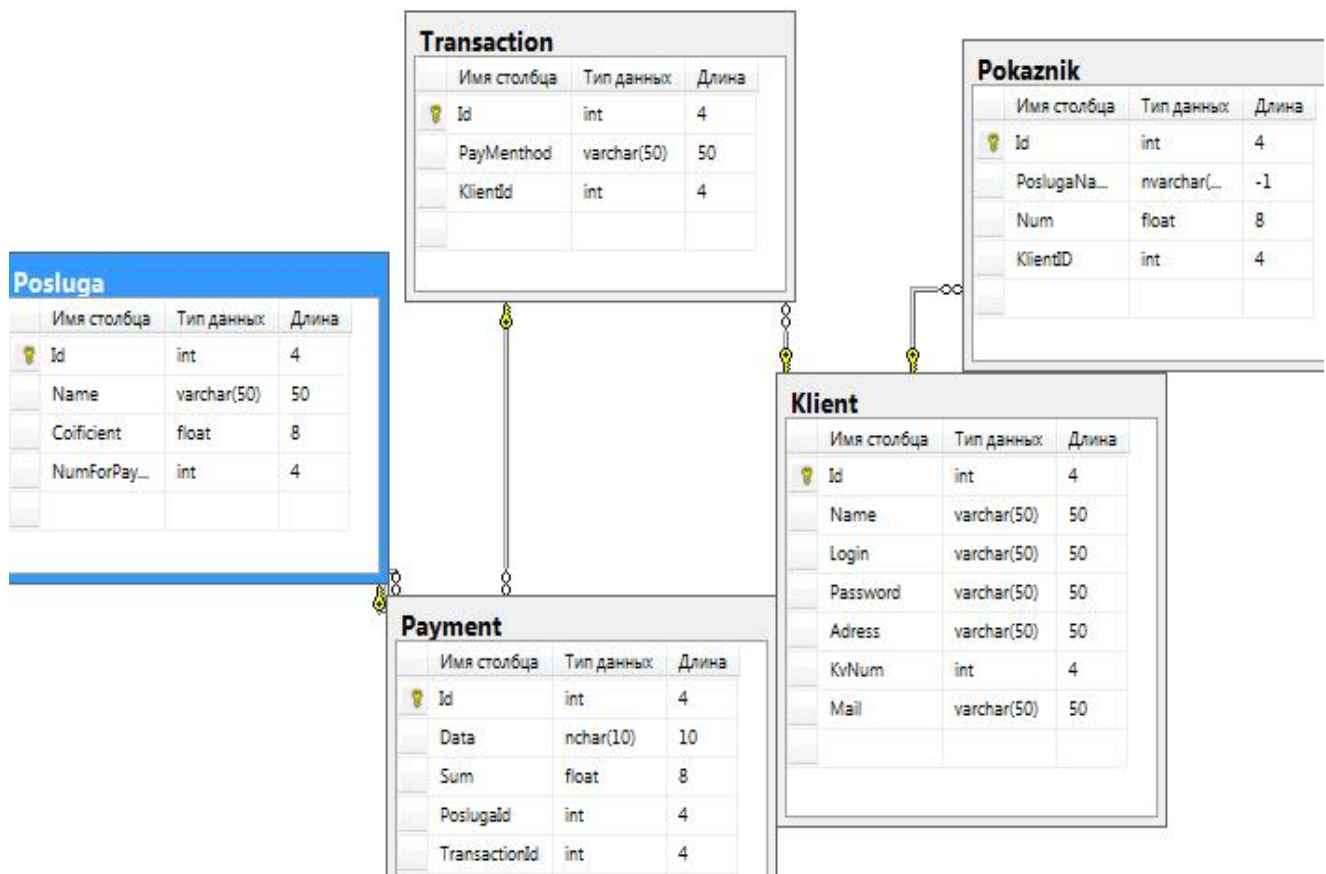 Transaction
Имя столбца Тип данных Длина
Id int 4
PayMenthod varchar(50) 50
KlientId int 4
Pokaznik
Имя столбца Тип данных Длина
Id int 4
PoslugaNa... nvarchar(... -1
Num float 8
KlientID int 4
Posluga
Имя столбца Тип данных Длина
Id int 4
Name varchar(50) 50
Coificient float 8
NumForPay... int 4
Klient
Имя столбца Тип данных Длина
Id int 4
Name varchar(50) 50
Login varchar(50) 50
Password varchar(50) 50
Adress varchar(50) 50
KvNum int 4
Mail varchar(50) 50
Payment
Имя столбца Тип данных Длина
Id int 4
Data nchar(10) 10
Sum float 8
PoslugaId int 4
TransactionId int 4